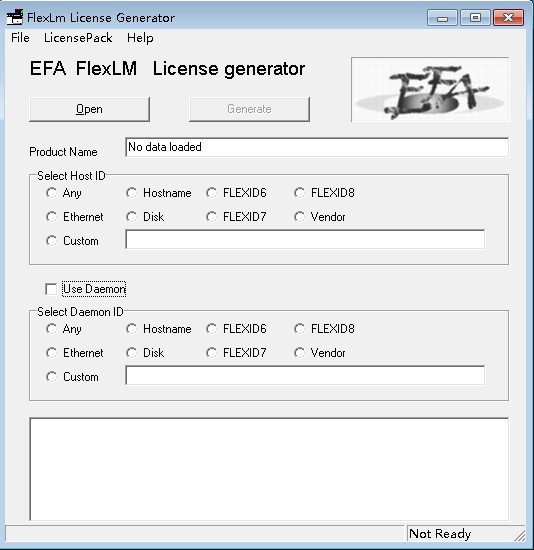 FlexLm License Generator
File LicensePack Help
EFA FlexLM License generator
EFA
Open Generate
Product Name No data loaded
Select Host ID
Any Hostname FLEXID6 FLEXID8
Ethernet Disk FLEXID7 Vendor
Custom
Use Daemon
Select Daemon ID
Any Hostname FLEXID6 FLEXID8
Ethernet Disk FLEXID7 Vendor
Custom
Not Ready